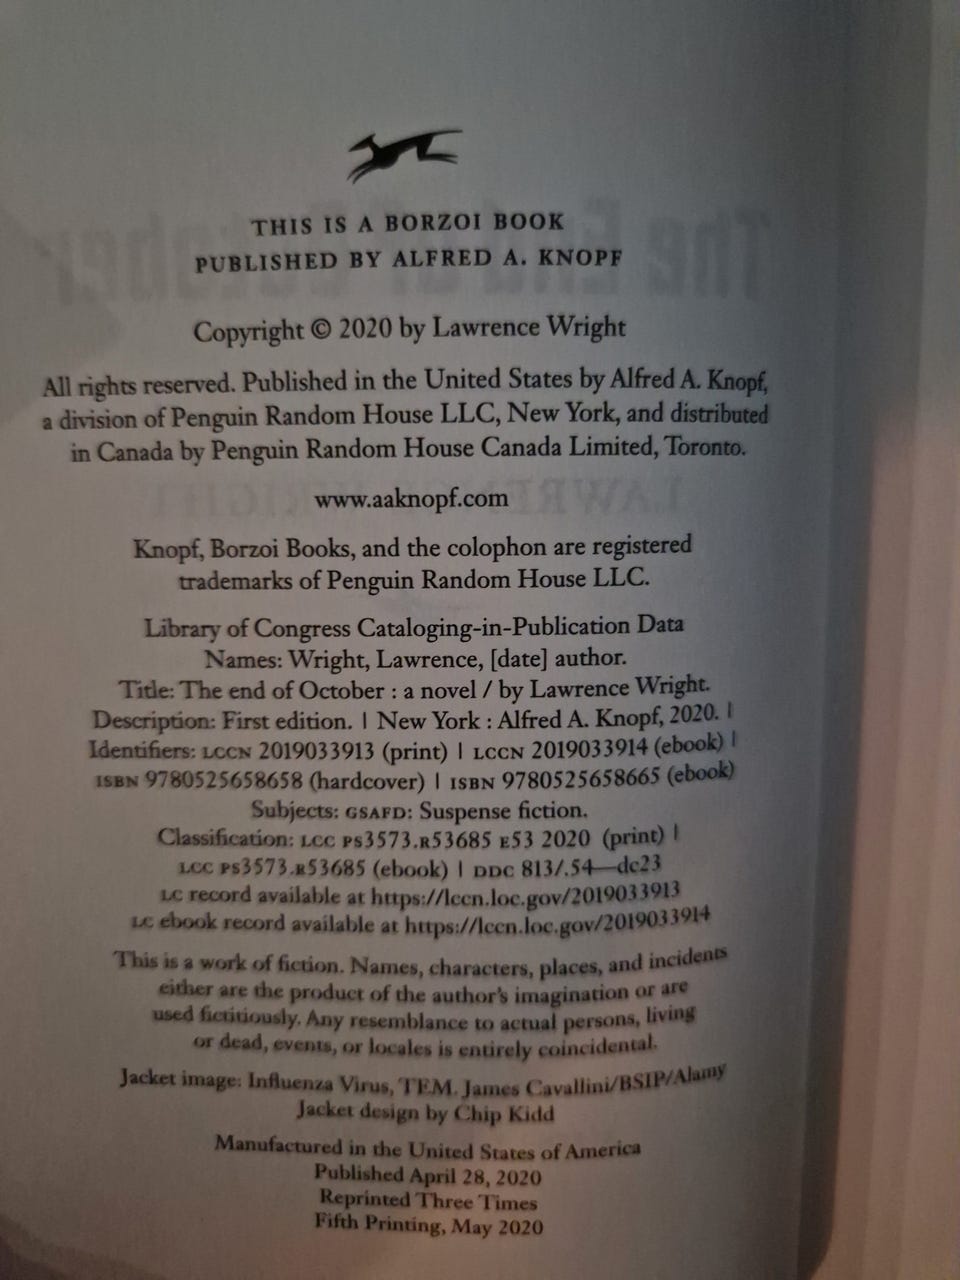 THIS IS A BORZOI BOOK
PUBLISHED BY ALFRED A. KNOPF
Copyright © 2020 by Lawrence Wright
All rights reserved. Published in the United States by Alfred A. Knopf,
a division of Penguin Random House LLC, New York, and distributed
in Canada by Penguin Random House Canada Limited, Toronto.
www.aaknopf.com
Knopf, Borzoi Books, and the colophon are registered
trademarks of Penguin Random House LLC.
Library of Congress Cataloging-in-Publication Data
Names: Wright, Lawrence, [date] author.
Title: The end of October : a novel / by Lawrence Wright.
Description: First edition. | New York : Alfred A. Knopf, 2020. |
Identifiers: LCCN 2019033913 (print) | LCCN 2019033914 (ebook) |
ISBN 9780525658658 (hardcover) | ISBN 9780525658665 (ebook)
Subjects: GSAFD: Suspense fiction.
Classification: LCC PS3573.R53685 E53 2020 (print) |
LCC PS3573.R53685 (ebook) | DDC 813/.54—dc23
LC record available at https://lccn.loc.gov/2019033913
LC ebook record available at https://lccn.loc.gov/2019033914
This is a work of fiction. Names, characters, places, and incidents
either are the product of the author's imagination or are
used fictitiously. Any resemblance to actual persons, living
or dead, events, or locales is entirely coincidental.
Jacket image: Influenza Virus, TEM. James Cavallini/BSIP/Alamy
Jacket design by Chip Kidd
Manufactured in the United States of America
Published April 28, 2020
Reprinted Three Times
Fifth Printing, May 2020